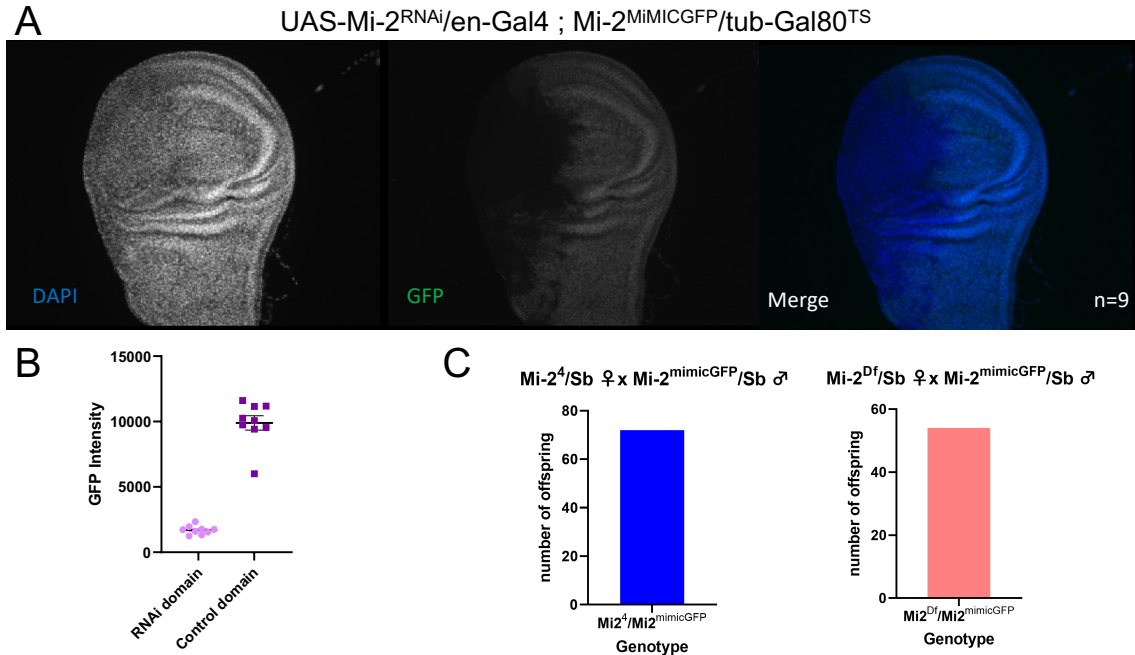 A
UAS-Mi-2RNAi/en-Gal4 ; Mi-2MiMICGFP/tub-Gal80TS
DAPI
GFP
Merge
n=9
B
15000
10000
5000
0
GFP Intensity
RNAi domain
Control domain
C
Mi-24/Sb ♀x Mi-2mimicGFP/Sb ♂
80
60
40
20
0
number of offspring
Mi24/Mi2mimicGFP
Genotype
Mi-2Df/Sb ♀x Mi-2mimicGFP/Sb ♂
60
40
20
0
number of offspring
Mi2Df/Mi2mimicGFP
Genotype